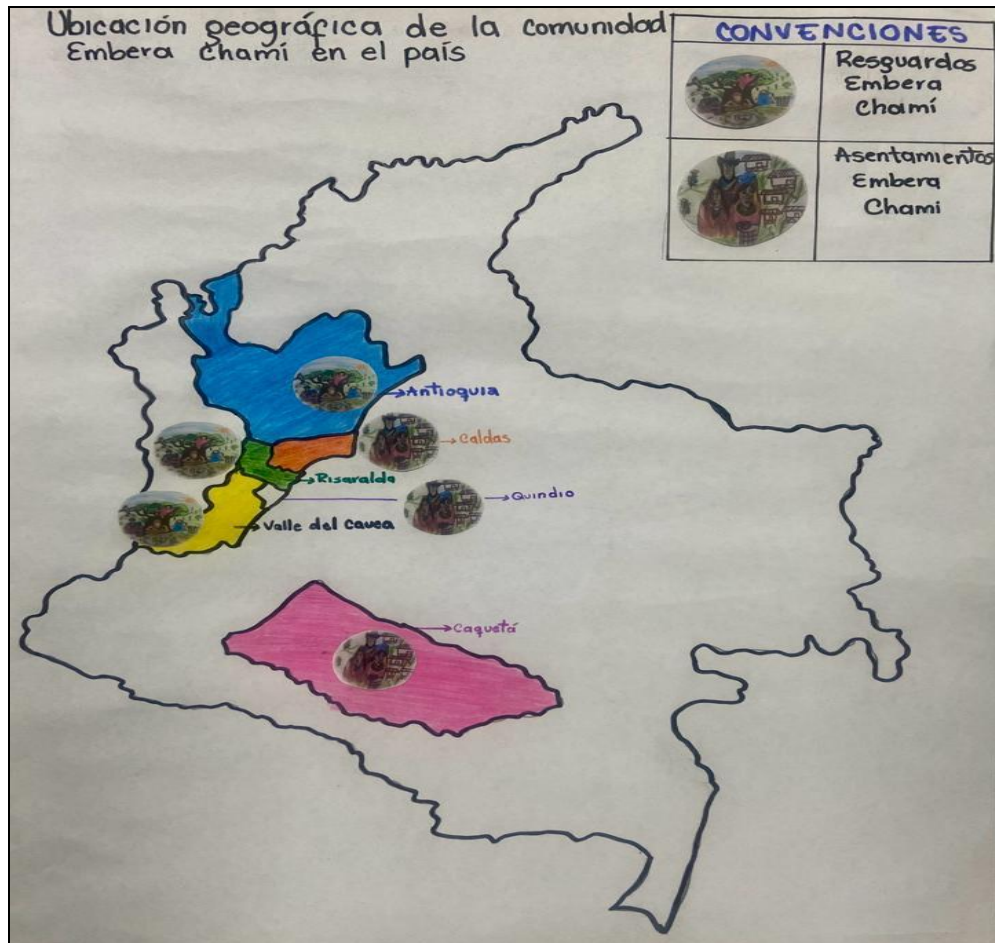 Ubicación geográfica de la comunidad
Embera Chamí en el país
CONVENCIONES
Resguardos
Embera
Chamí
Asentamientos
Embera
Chami
Antioquia
Caldas
Risaralda
Quindio
Valle del Cauca
Caquetá